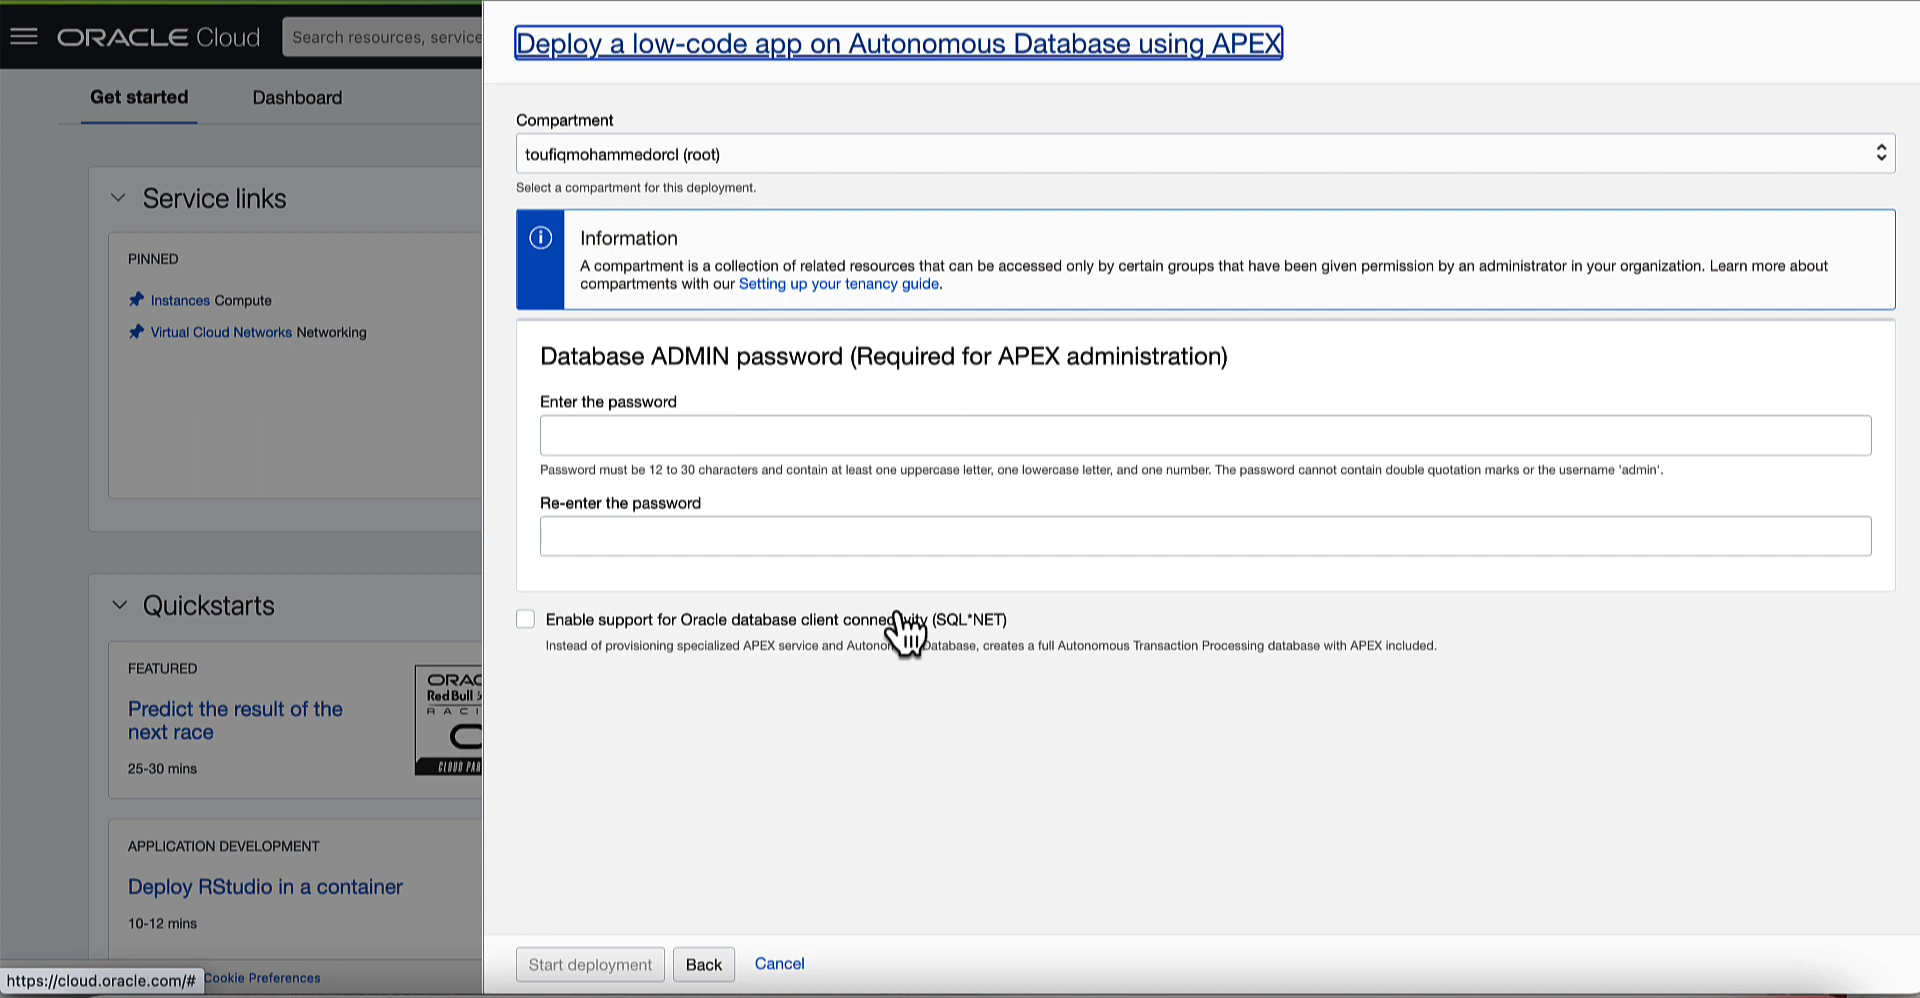 ORACLE Cloud
Search resources, service
Get started
Dashboard
Service links
PINNED
Instances Compute
Virtual Cloud Networks Networking
Quickstarts
FEATURED
Predict the result of the
next race
25-30 mins
ORAC
Red Bull
RACI
CLOUD PAR
APPLICATION DEVELOPMENT
Deploy RStudio in a container
10-12 mins
https://cloud.oracle.com/#
Cookie Preferences
Deploy a low-code app on Autonomous Database using APEX
Compartment
toufiqmohammedorcl (root)
Select a compartment for this deployment.
Information
A compartment is a collection of related resources that can be accessed only by certain groups that have been given permission by an administrator in your organization. Learn more about
compartments with our Setting up your tenancy guide.
Database ADMIN password (Required for APEX administration)
Enter the password
Password must be 12 to 30 characters and contain at least one uppercase letter, one lowercase letter, and one number. The password cannot contain double quotation marks or the username 'admin'.
Re-enter the password
Enable support for Oracle database client connectivity (SQL*NET)
Instead of provisioning specialized APEX service and Autonomous Database, creates a full Autonomous Transaction Processing database with APEX included.
Start deployment
Back
Cancel